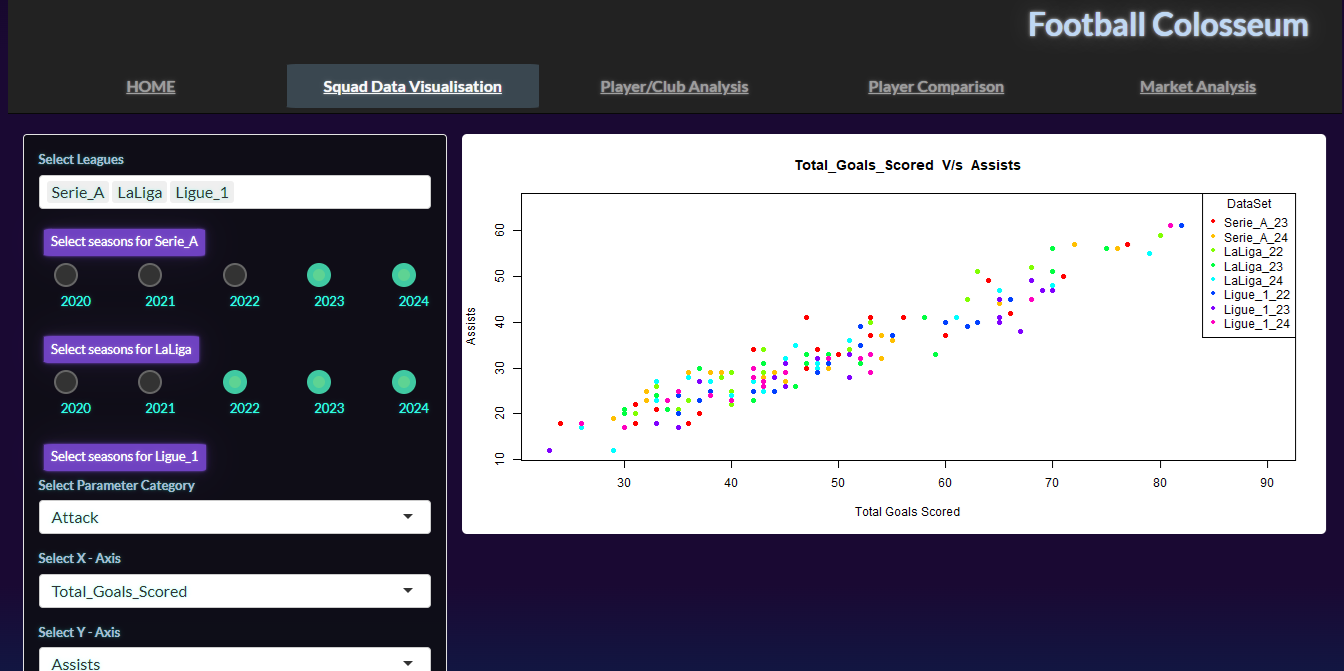 Football Colosseum
HOME
Squad Data Visualisation
Player/Club Analysis
Player Comparison
Market Analysis
Select Leagues
Serie_A LaLiga Ligue_1
Select seasons for Serie_A
2020 2021 2022 2023 2024
Select seasons for LaLiga
2020 2021 2022 2023 2024
Select seasons for Ligue_1
Select Parameter Category
Attack
Select X - Axis
Total_Goals_Scored
Select Y - Axis
Assists
Total_Goals_Scored V/s Assists
DataSet
Serie_A_23
Serie_A_24
LaLiga_22
LaLiga_23
LaLiga_24
Ligue_1_22
Ligue_1_23
Ligue_1_24
Assists
60
50
40
30
20
10
30 40 50 60 70 80 90
Total Goals Scored